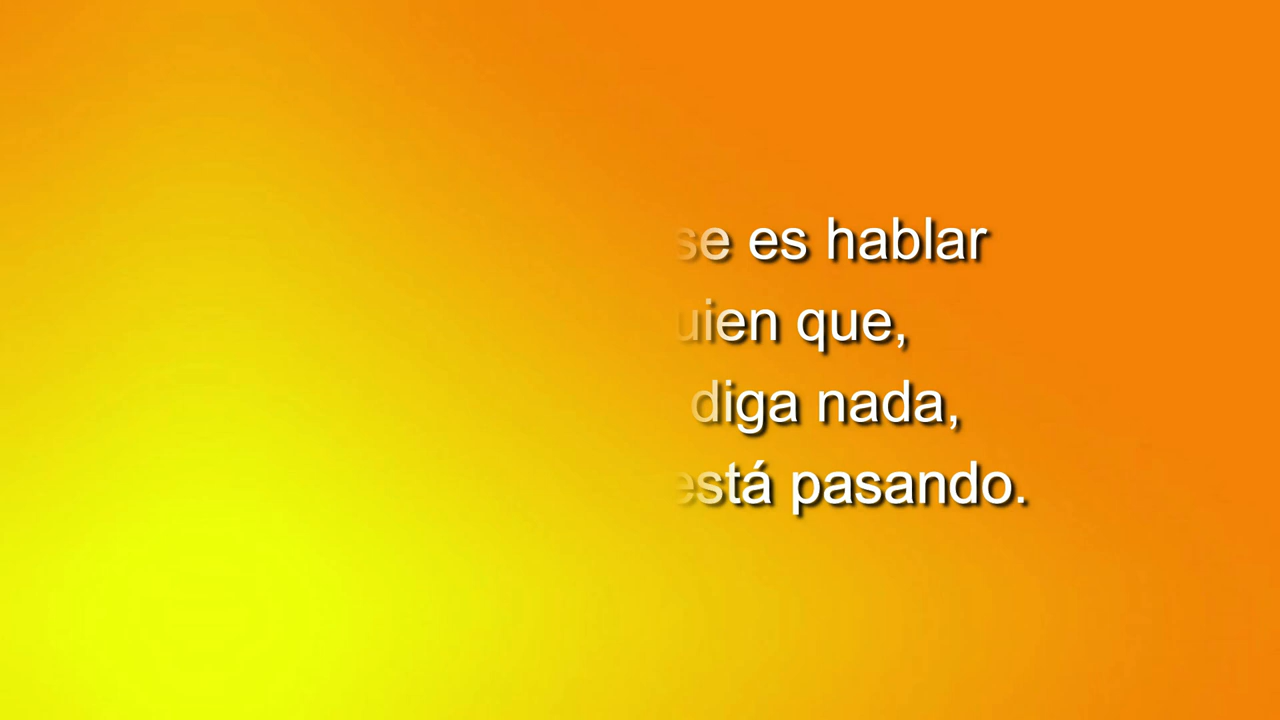 se es hablar
uien que,
diga nada,
está pasando.